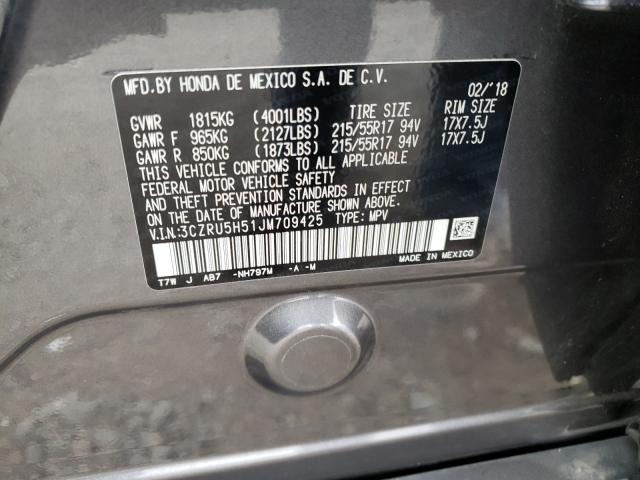 MFD.BY HONDA DE MEXICO S.A. DE C.V. 02/'18
GVWR 1815KG (4001LBS) TIRE SIZE RIM SIZE
GAWR F 965KG (2127LBS) 215/55R17 94V 17X7.5J
GAWR R 850KG (1873LBS) 215/55R17 94V 17X7.5J
THIS VEHICLE CONFORMS TO ALL APPLICABLE
FEDERAL MOTOR VEHICLE SAFETY
AND THEFT PREVENTION STANDARDS IN EFFECT
ON THE DATE OF MANUFACTURE SHOWN ABOVE.
V.I.N:3CZRU5H51JM709425 TYPE: MPV
T7W J AB7 -NH797M -A -M
MADE IN MEXICO